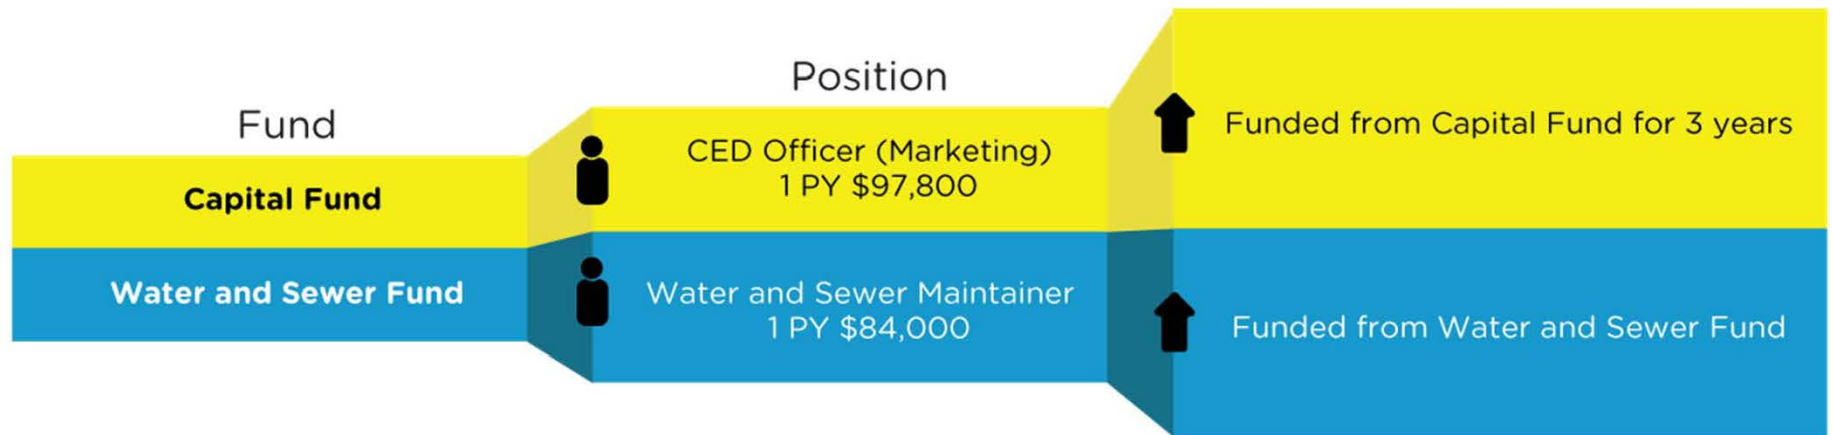 Fund
Position
Capital Fund
CED Officer (Marketing)
1 PY $97,800
Funded from Capital Fund for 3 years
Water and Sewer Fund
Water and Sewer Maintainer
1 PY $84,000
Funded from Water and Sewer Fund